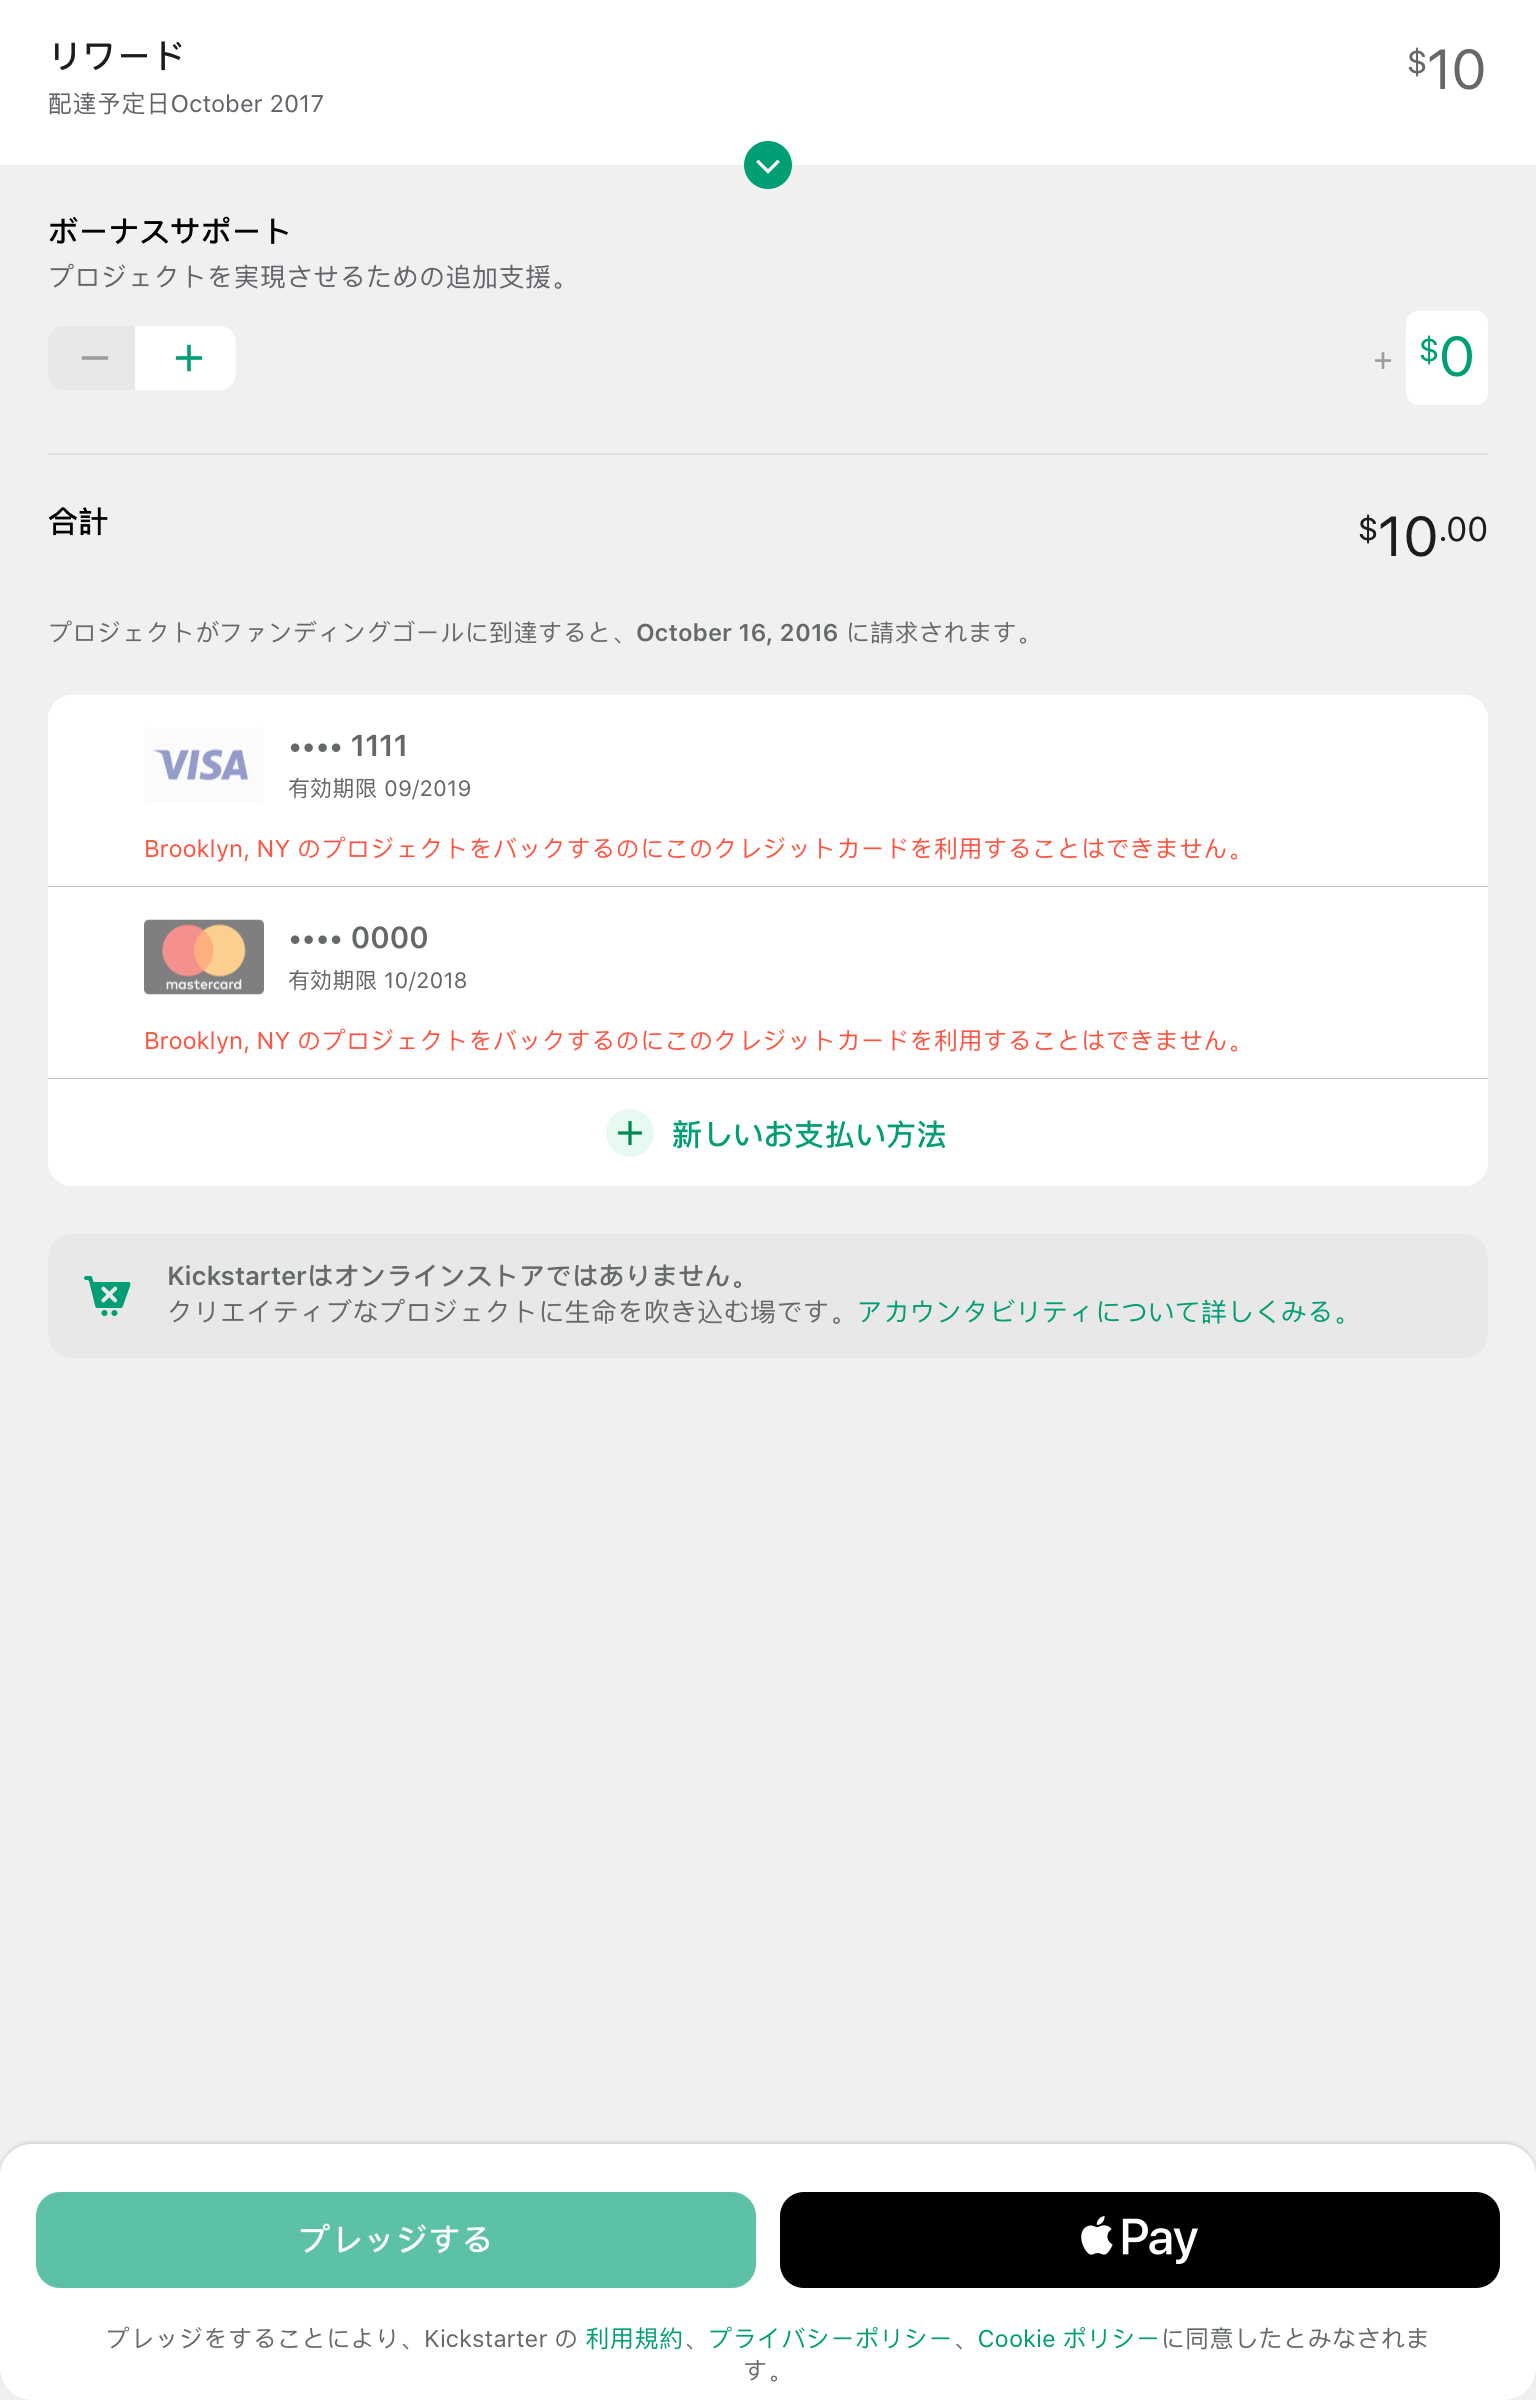 リワード
$10
配達予定日October 2017
ボーナスサポート
プロジェクトを実現させるための追加支援。
+ $0
合計
$10.00
プロジェクトがファンディングゴールに到達すると、October 16, 2016 に請求されます。
VISA
•••• 1111
有効期限 09/2019
Brooklyn, NY のプロジェクトをバックするのにこのクレジットカードを利用することはできません。
mastercard
•••• 0000
有効期限 10/2018
Brooklyn, NY のプロジェクトをバックするのにこのクレジットカードを利用することはできません。
新しいお支払い方法
Kickstarterはオンラインストアではありません。
クリエイティブなプロジェクトに生命を吹き込む場です。アカウンタビリティについて詳しくみる。
プレッジする
Pay
プレッジをすることにより、Kickstarter の 利用規約、プライバシーポリシー、Cookie ポリシーに同意したとみなされま
す。